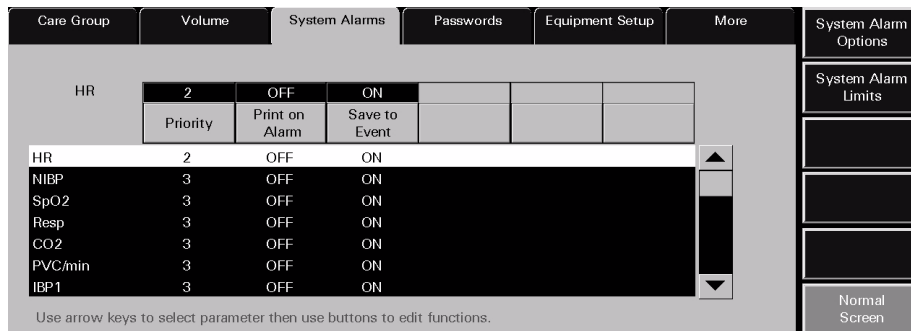 Care Group Volume System Alarms Passwords Equipment Setup More
System Alarm
Options
System Alarm
Limits
HR 2 OFF ON
Priority Print on Alarm Save to Event
HR 2 OFF ON
NIBP 3 OFF ON
SpO2 3 OFF ON
Resp 3 OFF ON
CO2 3 OFF ON
PVC/min 3 OFF ON
IBP1 3 OFF ON
Use arrow keys to select parameter then use buttons to edit functions.
Normal
Screen